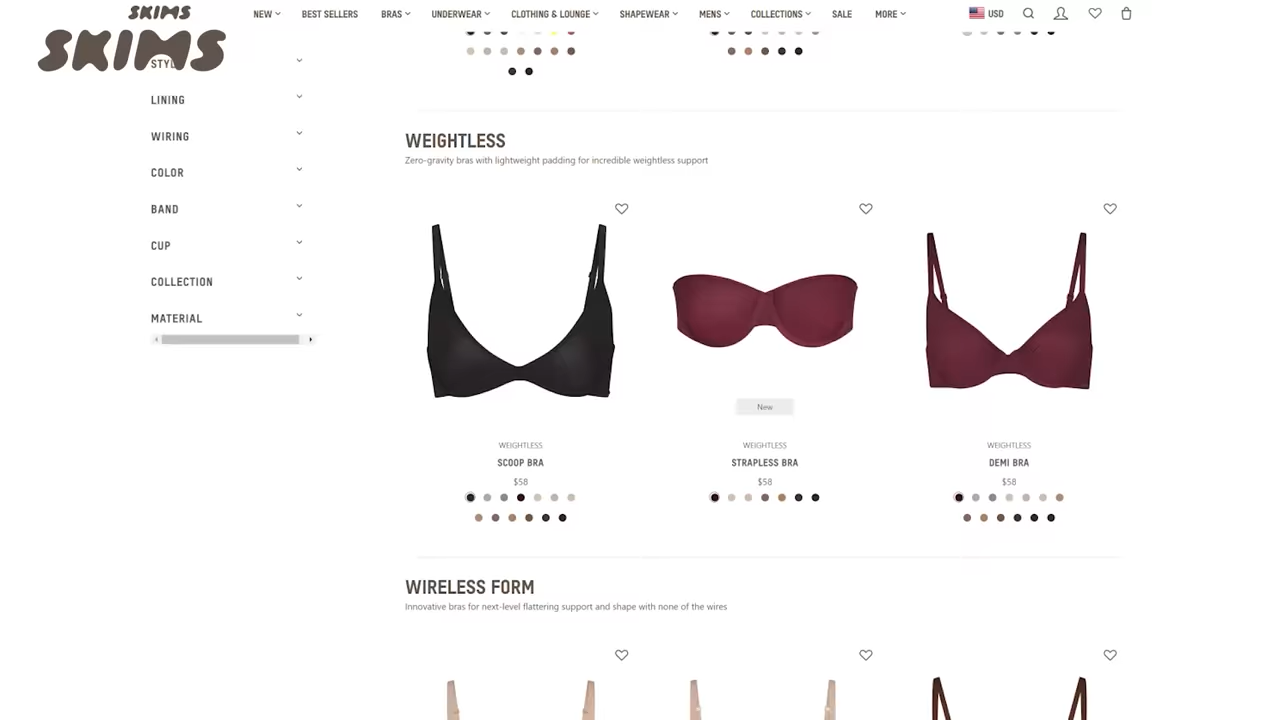 SKIMS
NEW BEST SELLERS BRAS UNDERWEAR CLOTHING & LOUNGE SHAPEWEAR MENS COLLECTIONS SALE MORE USD
SKIMS
STYL
LINING
WIRING
COLOR
BAND
CUP
COLLECTION
MATERIAL
WEIGHTLESS
Zero-gravity bras with lightweight padding for incredible weightless support
New
WEIGHTLESS WEIGHTLESS WEIGHTLESS
SCOOP BRA STRAPLESS BRA DEMI BRA
$58 $58 $58
WIRELESS FORM
Innovative bras for next-level flattering support and shape with none of the wires